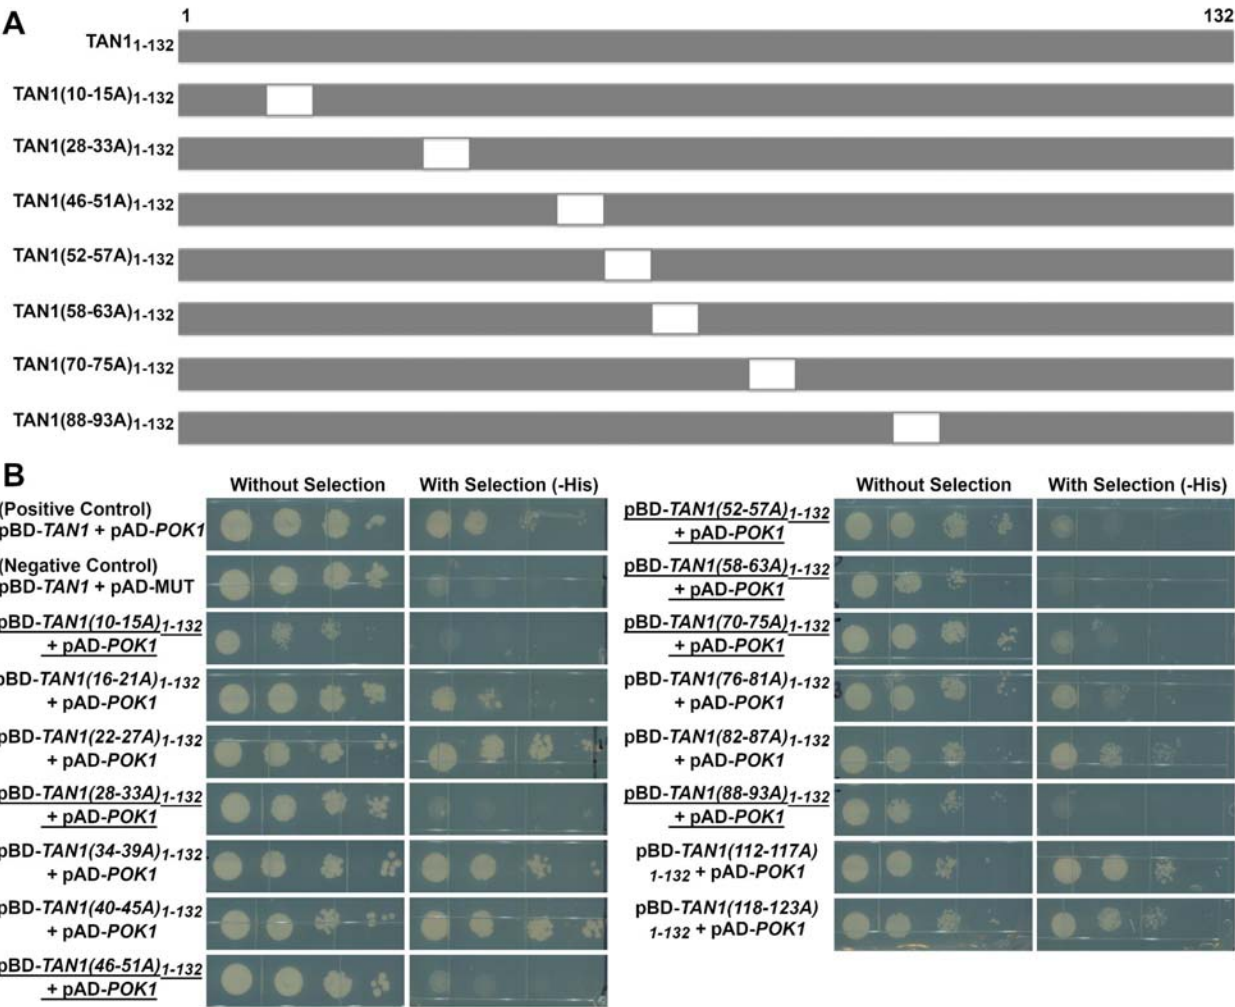 A
1 132
TAN11-132
TAN1(10-15A)1-132
TAN1(28-33A)1-132
TAN1(46-51A)1-132
TAN1(52-57A)1-132
TAN1(58-63A)1-132
TAN1(70-75A)1-132
TAN1(88-93A)1-132
B
Without Selection With Selection (-His)
(Positive Control)
pBD-TAN1 + pAD-POK1
(Negative Control)
pBD-TAN1 + pAD-MUT
pBD-TAN1(10-15A)1-132
+ pAD-POK1
pBD-TAN1(16-21A)1-132
+ pAD-POK1
pBD-TAN1(22-27A)1-132
+ pAD-POK1
pBD-TAN1(28-33A)1-132
+ pAD-POK1
pBD-TAN1(34-39A)1-132
+ pAD-POK1
pBD-TAN1(40-45A)1-132
+ pAD-POK1
pBD-TAN1(46-51A)1-132
+ pAD-POK1
Without Selection With Selection (-His)
pBD-TAN1(52-57A)1-132
+ pAD-POK1
pBD-TAN1(58-63A)1-132
+ pAD-POK1
pBD-TAN1(70-75A)1-132
+ pAD-POK1
pBD-TAN1(76-81A)1-132
+ pAD-POK1
pBD-TAN1(82-87A)1-132
+ pAD-POK1
pBD-TAN1(88-93A)1-132
+ pAD-POK1
pBD-TAN1(112-117A)
1-132 + pAD-POK1
pBD-TAN1(118-123A)
1-132 + pAD-POK1